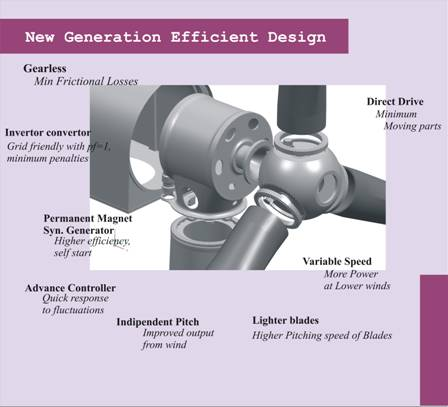 New Generation Efficient Design
Gearless
Min Frictional Losses
Direct Drive
Minimum
Moving parts
Invertor convertor
Grid friendly with pf=1,
minimum penalties
Permanent Magnet
Syn. Generator
Higher efficiency,
self start
Variable Speed
More Power
at Lower winds
Advance Controller
Quick response
to fluctuations
Indipendent Pitch
Improved output
from wind
Lighter blades
Higher Pitching speed of Blades